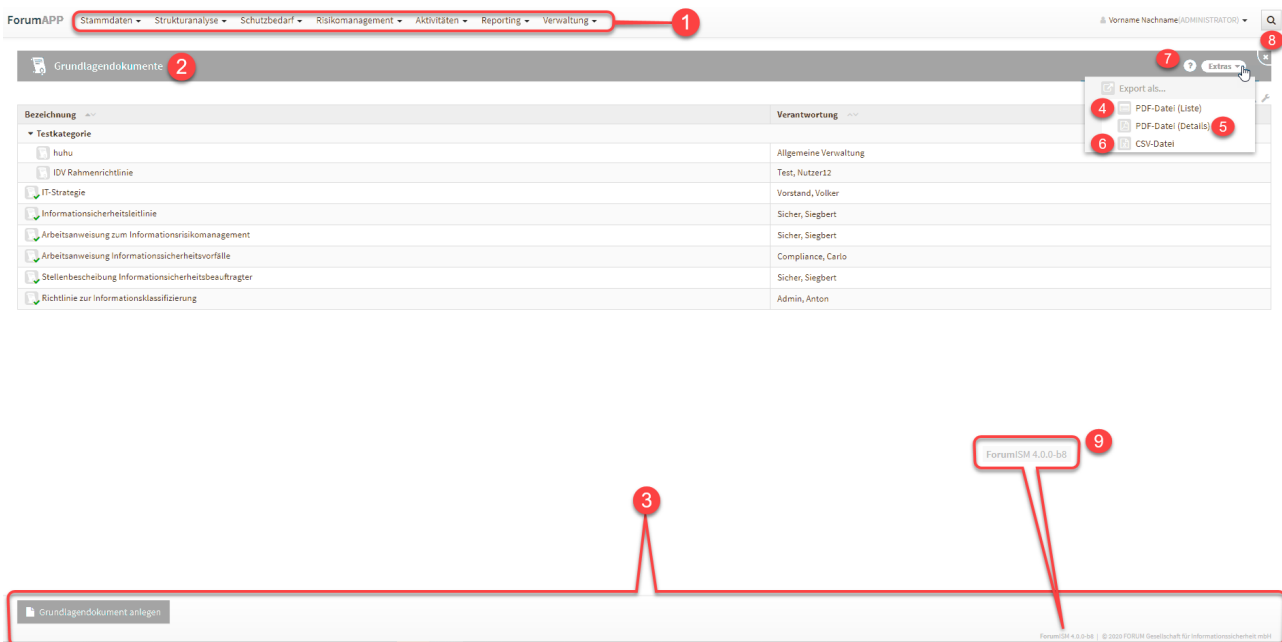 ForumAPP Stammdaten Strukturanalyse Schutzbedarf Risikomanagement Aktivitäten Reporting Verwaltung 1 Vorname Nachname(ADMINISTRATOR)
8
Grundlagendokumente 2 7 ? Extras
Export als...
4 PDF-Datei (Liste)
PDF-Datei (Details) 5
6 CSV-Datei
Bezeichnung Verantwortung
Testkategorie
huhu Allgemeine Verwaltung
IDV Rahmenrichtlinie Test, Nutzer12
IT-Strategie Vorstand, Volker
Informationsicherheitsleitlinie Sicher, Siegbert
Arbeitsanweisung zum Informationsrisikomanagement Sicher, Siegbert
Arbeitsanweisung Informationssicherheitsvorfälle Compliance, Carlo
Stellenbescheibung Informationsicherheitsbeauftragter Sicher, Siegbert
Richtlinie zur Informationsklassifizierung Admin, Anton
ForumISM 4.0.0-b8 9
3
Grundlagendokument anlegen
ForumISM 4.0.0-b8 | © 2020 FORUM Gesellschaft für Informationssicherheit mbH